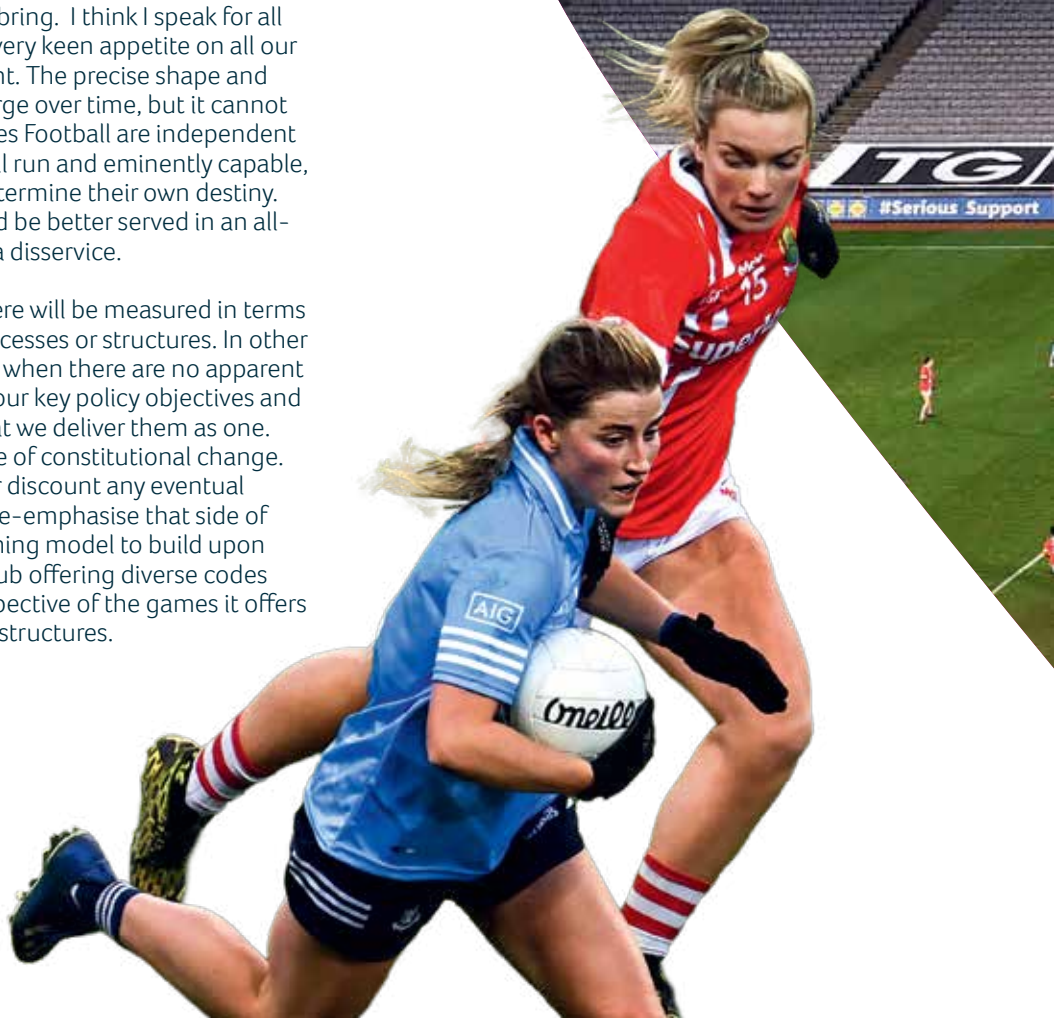 bring. I think I speak for all
very keen appetite on all our
nt. The precise shape and
rge over time, but it cannot
es Football are independent
l run and eminently capable,
termine their own destiny.
d be better served in an all-
a disservice.
ere will be measured in terms
cesses or structures. In other
when there are no apparent
our key policy objectives and
at we deliver them as one.
e of constitutional change.
r discount any eventual
e-emphasise that side of
ning model to build upon
ub offering diverse codes
pective of the games it offers
structures.
TG
#Serious Support
15
SuperV
AIG
O'neills